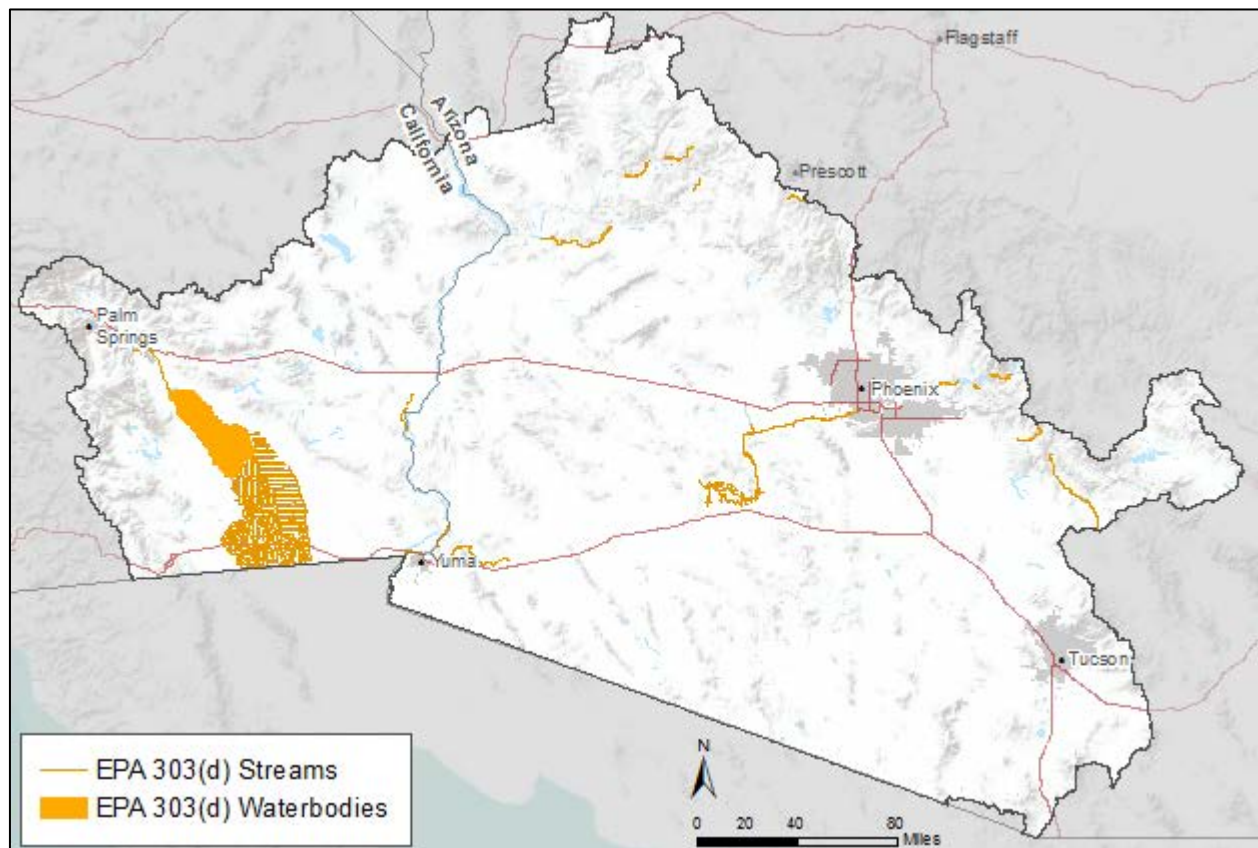 Flagstaff
Arizona
California
Prescott
Palm
Springs
Phoenix
Yuma
Tucson
EPA 303(d) Streams
EPA 303(d) Waterbodies
N
0 20 40 80
Miles